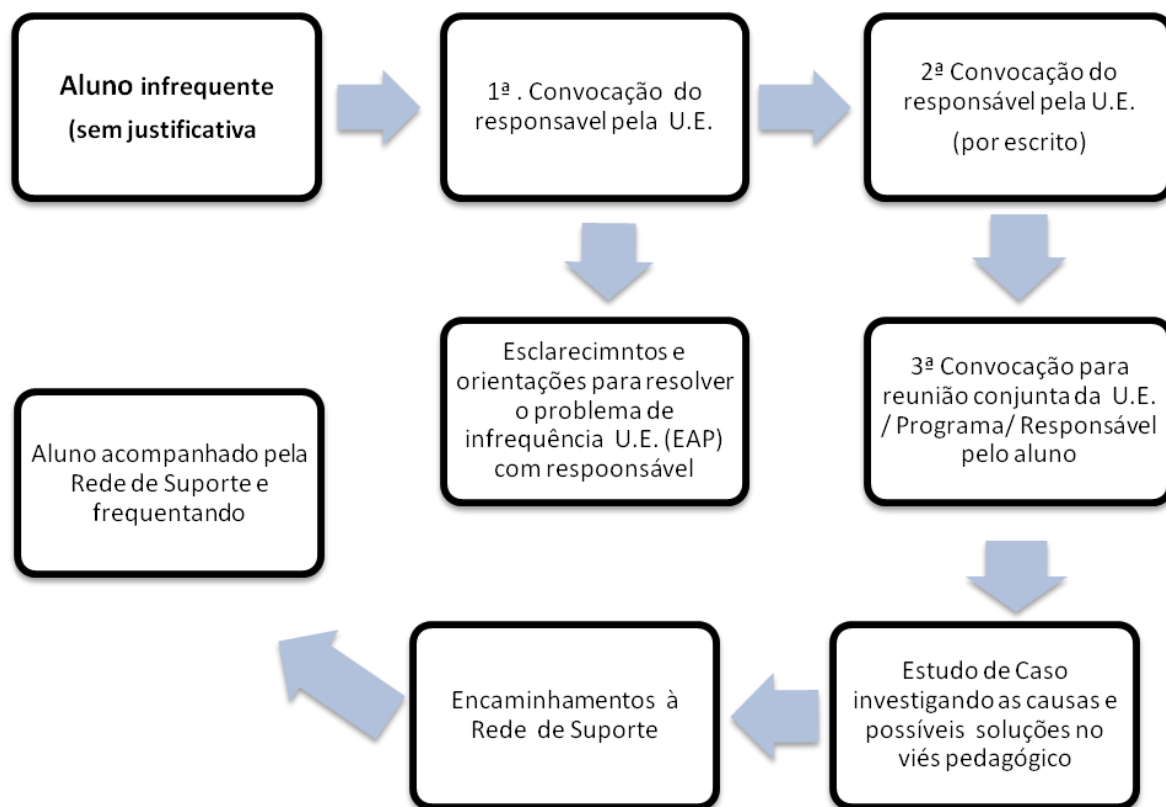 Aluno infrequente
(sem justificativa
1ª . Convocação do
responsavel pela U.E.
2ª Convocação do
responsável pela U.E.
(por escrito)
Esclarecimntos e
orientações para resolver
o problema de
infrequência U.E. (EAP)
com respoonsável
3ª Convocação para
reunião conjunta da U.E.
/ Programa/ Responsável
pelo aluno
Aluno acompanhado pela
Rede de Suporte e
frequentando
Encaminhamentos à
Rede de Suporte
Estudo de Caso
investigando as causas e
possíveis soluções no
viés pedagógico